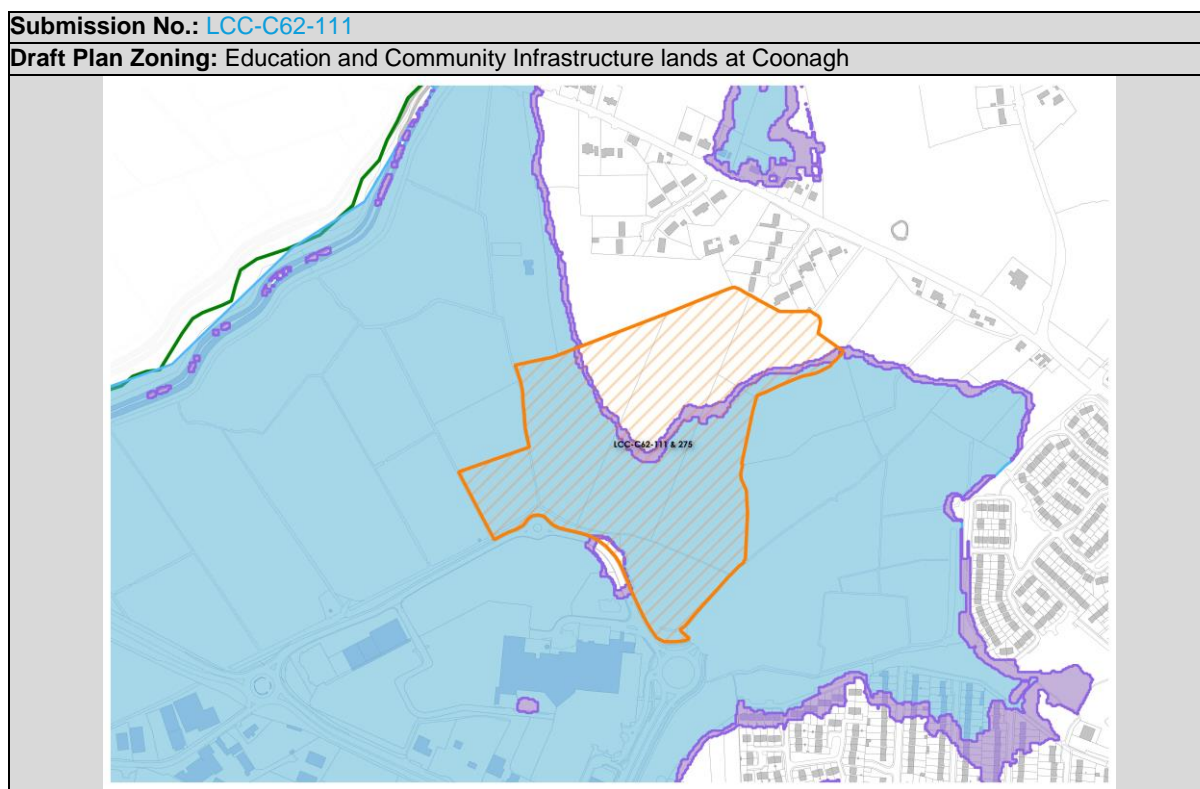 Submission No.: LCC-C62-111
Draft Plan Zoning: Education and Community Infrastructure lands at Coonagh
LCC-C62-111 & 275